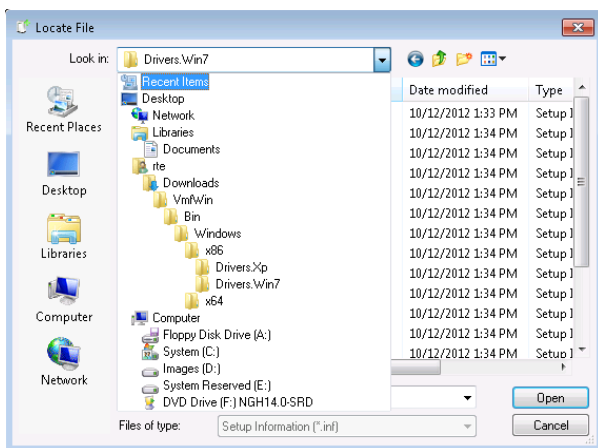 Locate File
Look in: Drivers.Win7
Recent Items
Desktop
Network
Libraries
Documents
rte
Downloads
VmfWin
Bin
Windows
x86
Drivers.Xp
Drivers.Win7
x64
Computer
Floppy Disk Drive (A:)
System (C:)
Images (D:)
System Reserved (E:)
DVD Drive (F:) NGH14.0-SRD
Recent Places
Desktop
Libraries
Computer
Network
Date modified Type
10/12/2012 1:33 PM Setup I
10/12/2012 1:34 PM Setup I
10/12/2012 1:34 PM Setup I
10/12/2012 1:34 PM Setup I
10/12/2012 1:34 PM Setup I
10/12/2012 1:34 PM Setup I
10/12/2012 1:34 PM Setup I
10/12/2012 1:34 PM Setup I
10/12/2012 1:34 PM Setup I
10/12/2012 1:34 PM Setup I
10/12/2012 1:34 PM Setup I
10/12/2012 1:34 PM Setup I
10/12/2012 1:34 PM Setup I
Open
Files of type: Setup Information (*.inf) Cancel